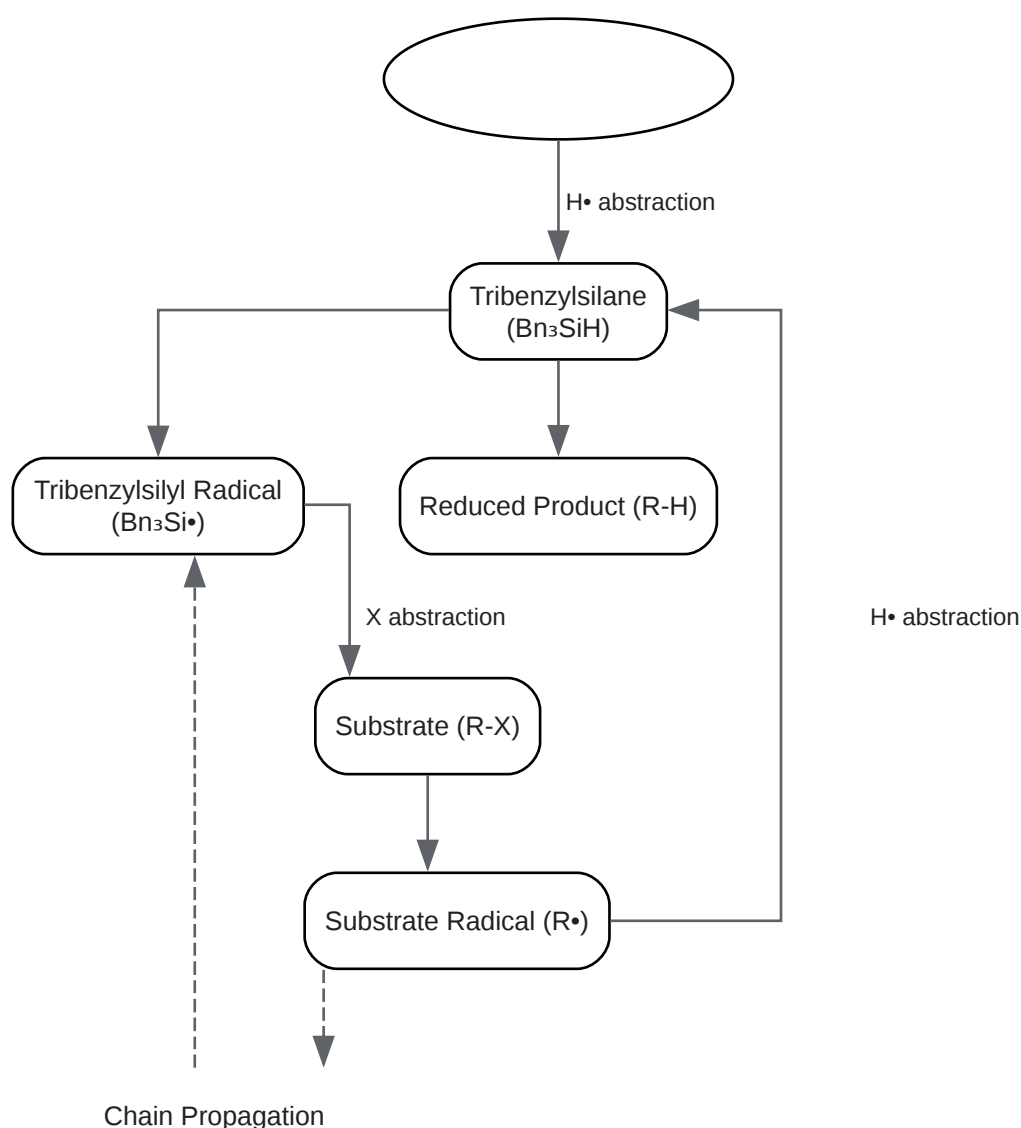 H• abstraction
Tribenzylsilane
(Bn₃SiH)
Tribenzylsilyl Radical
(Bn₃Si•)
Reduced Product (R-H)
X abstraction
H• abstraction
Substrate (R-X)
Substrate Radical (R•)
Chain Propagation